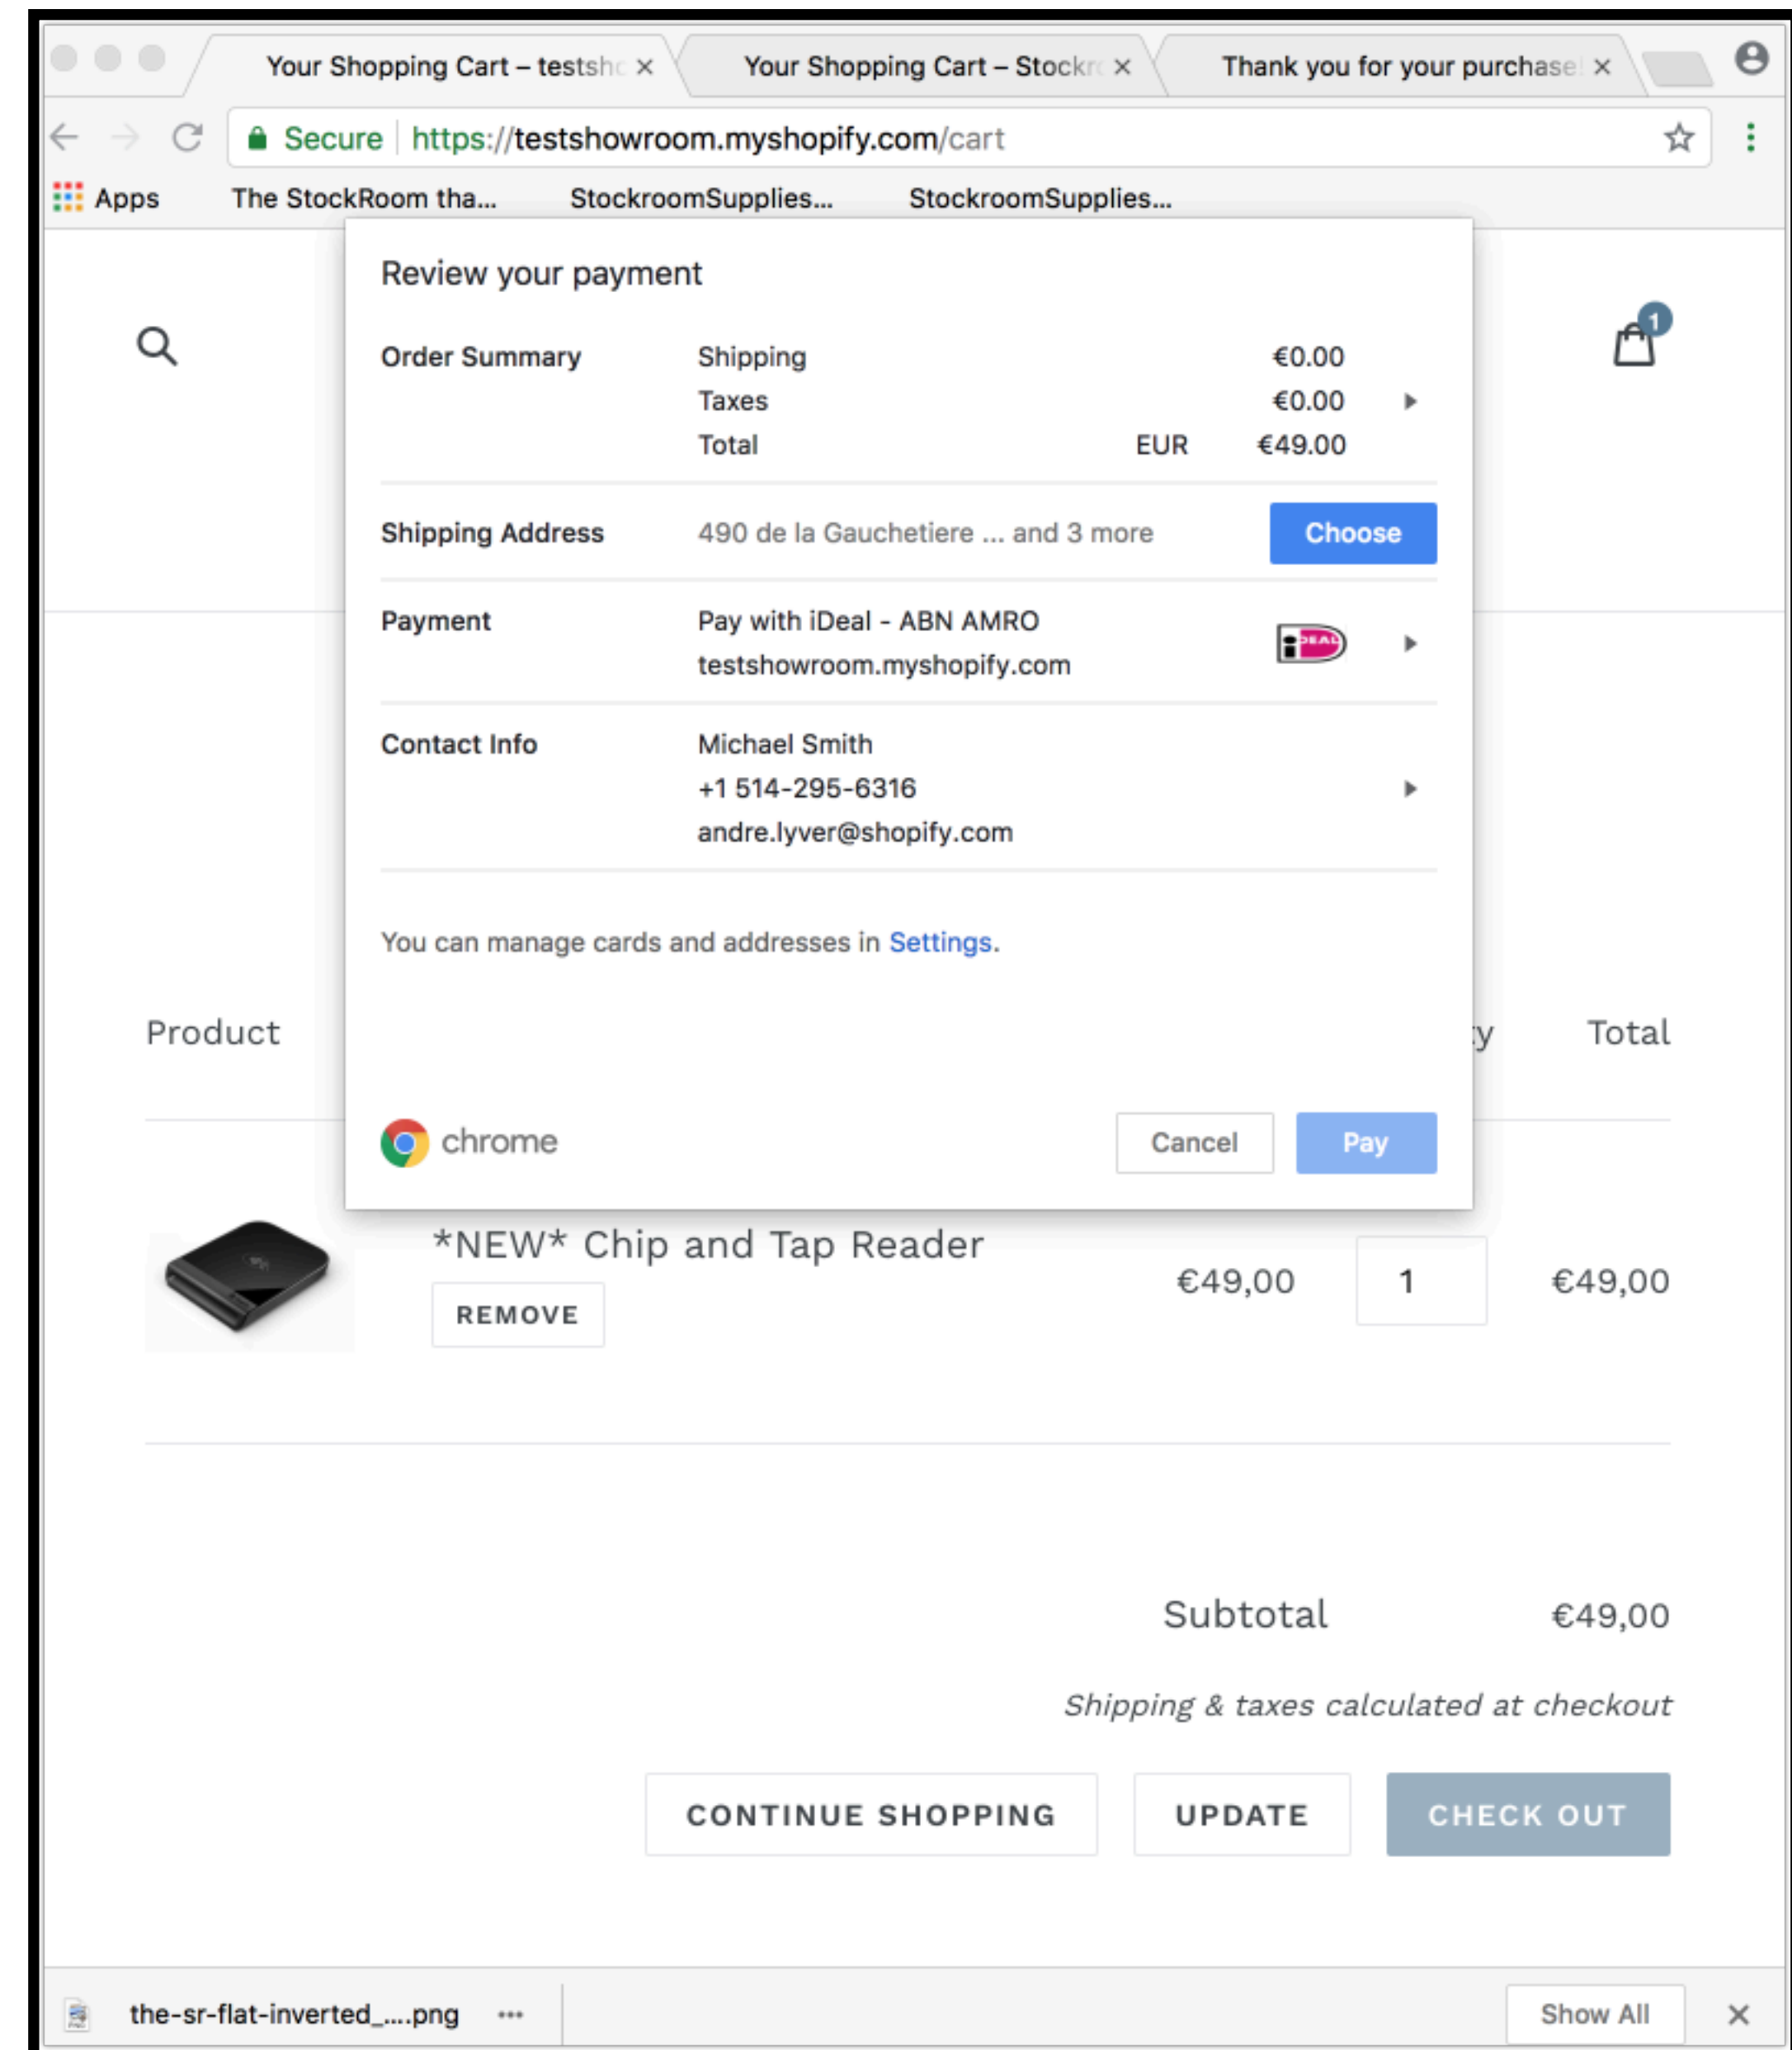 Your Shopping Cart – testsho
Your Shopping Cart – Stockro
Thank you for your purchase!
Secure https://testshowroom.myshopify.com/cart
Apps The StockRoom tha... StockroomSupplies... StockroomSupplies...
Review your payment
1
Order Summary Shipping €0.00
Taxes €0.00
Total EUR €49.00
Shipping Address 490 de la Gauchetiere ... and 3 more Choose
Payment Pay with iDeal - ABN AMRO
iDEAL
testshowroom.myshopify.com
Contact Info Michael Smith
+1 514-295-6316
andre.lyver@shopify.com
You can manage cards and addresses in Settings.
Product ty Total
chrome Cancel Pay
*NEW* Chip and Tap Reader
€49,00 1 €49,00
REMOVE
Subtotal €49,00
Shipping & taxes calculated at checkout
CONTINUE SHOPPING UPDATE CHECK OUT
the-sr-flat-inverted_....png Show All